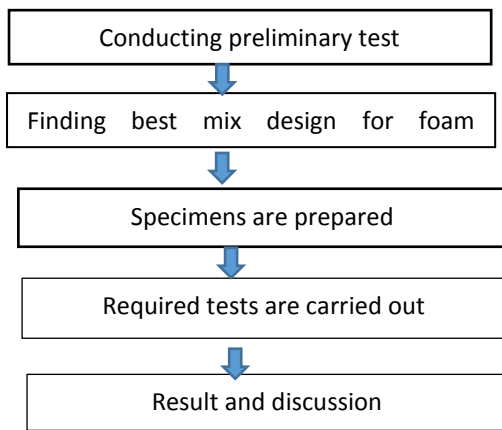 Conducting preliminary test
Finding best mix design for foam
Specimens are prepared
Required tests are carried out
Result and discussion